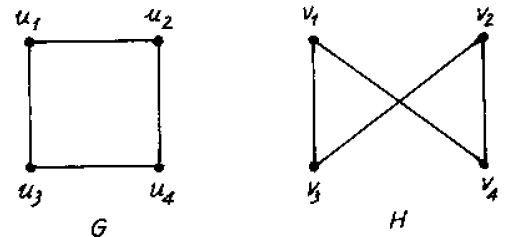 u₁ u₂
u₃ u₄
G
v₁ v₂
v₃ v₄
H